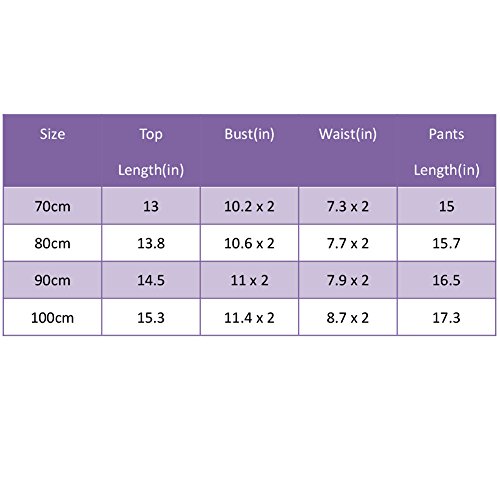 Size Top Bust(in) Waist(in) Pants
Length(in) Length(in)
70cm 13 10.2 x 2 7.3 x 2 15
80cm 13.8 10.6 x 2 7.7 x 2 15.7
90cm 14.5 11 x 2 7.9 x 2 16.5
100cm 15.3 11.4 x 2 8.7 x 2 17.3